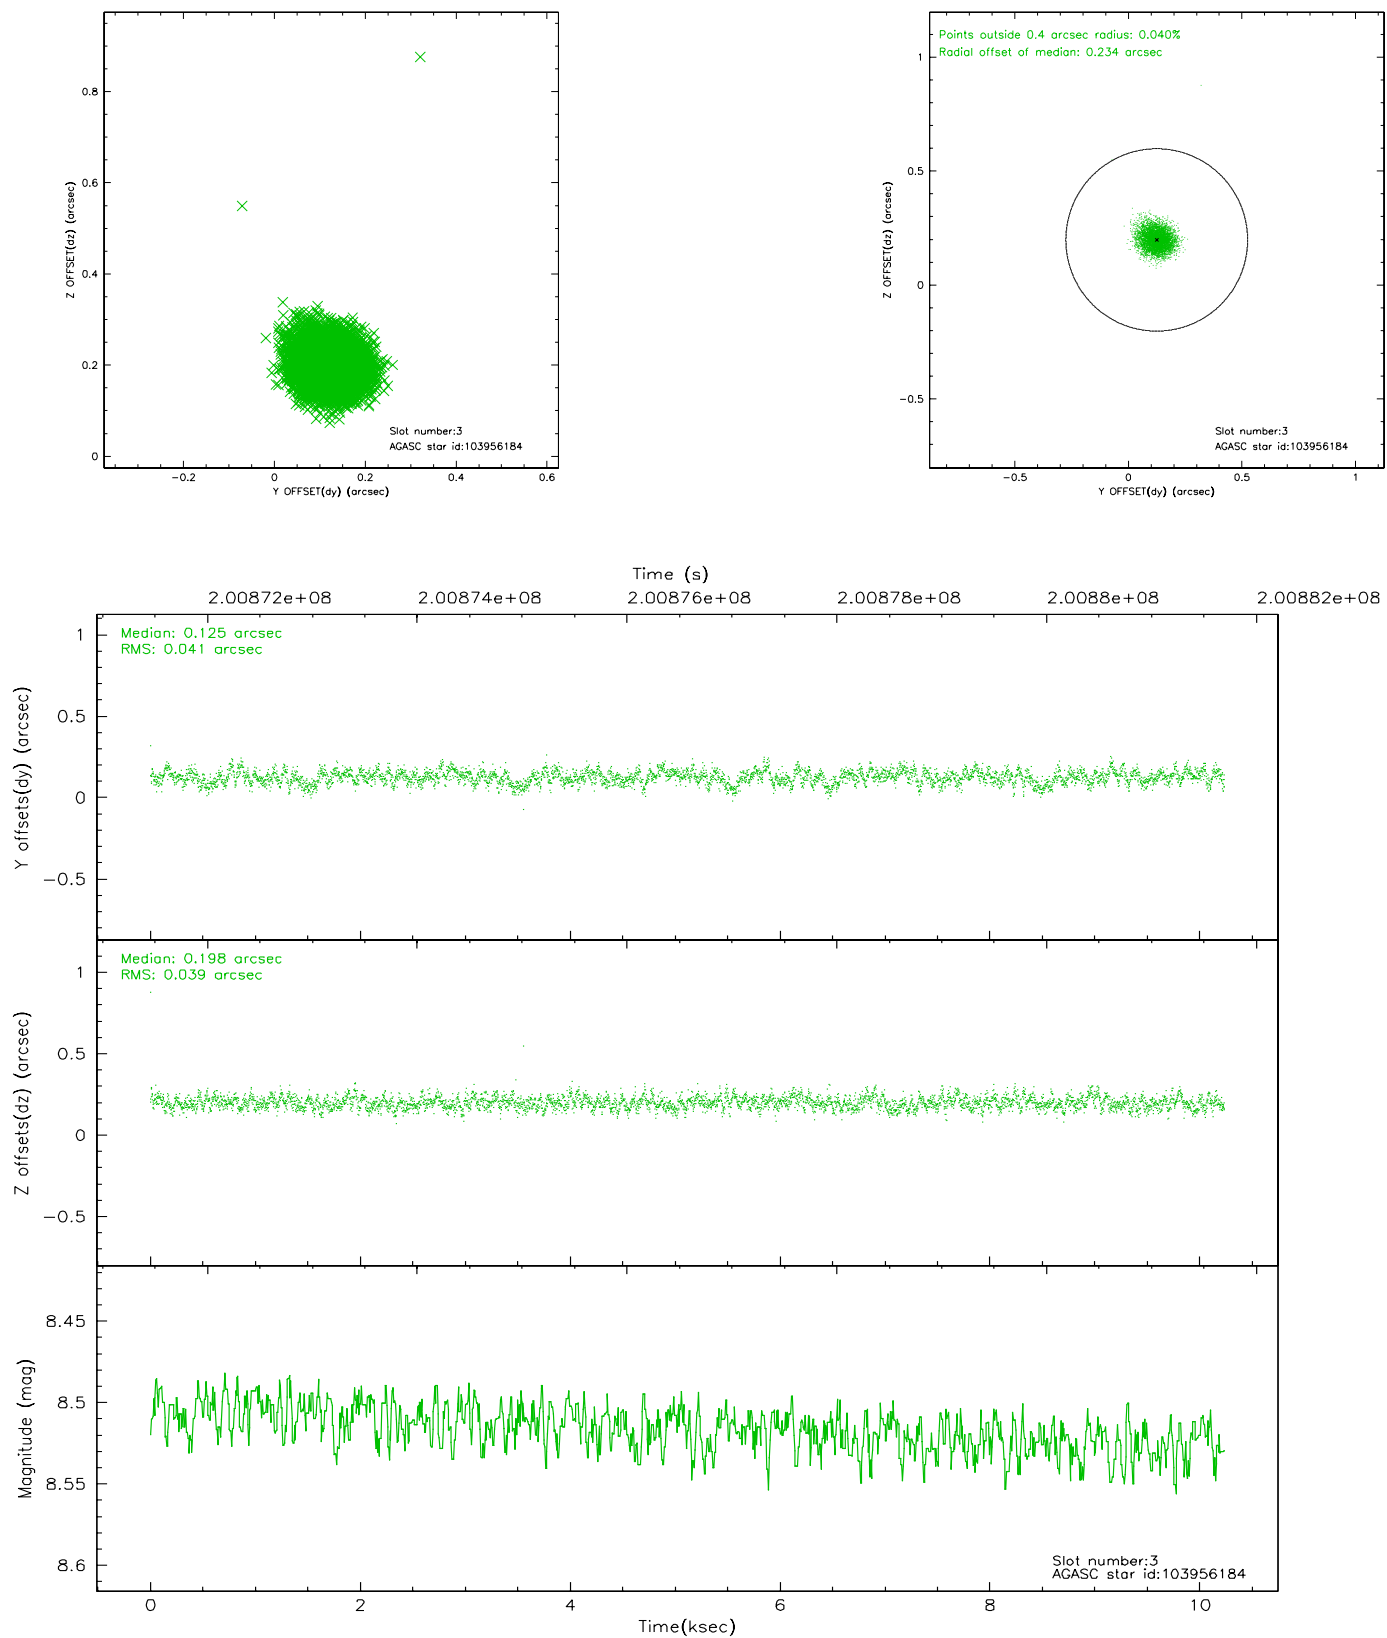 0.8
0.6
0.4
0.2
0
Z OFFSET(dz) (arcsec)
−0.2 0 0.2 0.4 0.6
Y OFFSET(dy) (arcsec)
Slot number:3
AGASC star id:103956184
Points outside 0.4 arcsec radius: 0.040%
Radial offset of median: 0.234 arcsec
1
0.5
0
−0.5
Z OFFSET(dz) (arcsec)
−0.5 0 0.5 1
Y OFFSET(dy) (arcsec)
Slot number:3
AGASC star id:103956184
Time (s)
2.00872e+08 2.00874e+08 2.00876e+08 2.00878e+08 2.0088e+08 2.00882e+08
Median: 0.125 arcsec
RMS: 0.041 arcsec
1
0.5
0
−0.5
Y offsets(dy) (arcsec)
Median: 0.198 arcsec
RMS: 0.039 arcsec
1
0.5
0
−0.5
Z offsets(dz) (arcsec)
8.45
8.5
8.55
8.6
Magnitude (mag)
Slot number:3
AGASC star id:103956184
0 2 4 6 8 10
Time(ksec)